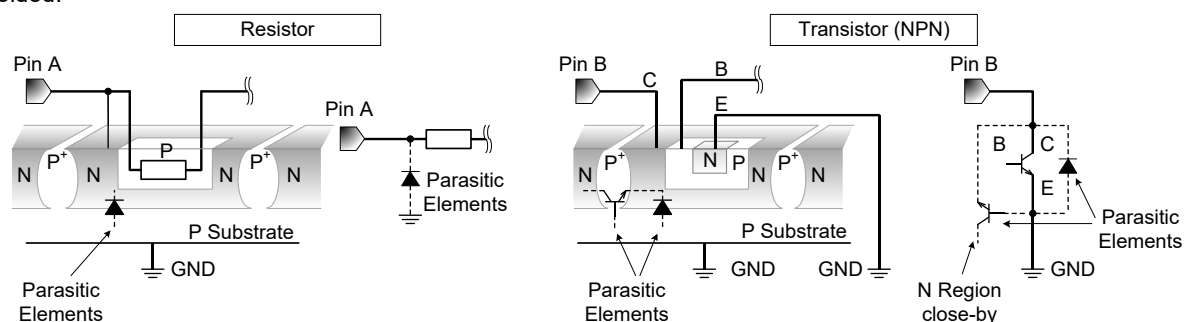 Resistor
Transistor (NPN)
Pin A
Pin A
P
N
P+
N
N
P+
N
Parasitic
Elements
P Substrate
GND
Parasitic
Elements
Pin B
C
B
E
N
P+
N
N
P
N
P+
N
P Substrate
GND
GND
Parasitic
Elements
Pin B
B
C
E
Parasitic
Elements
GND
N Region
close-by